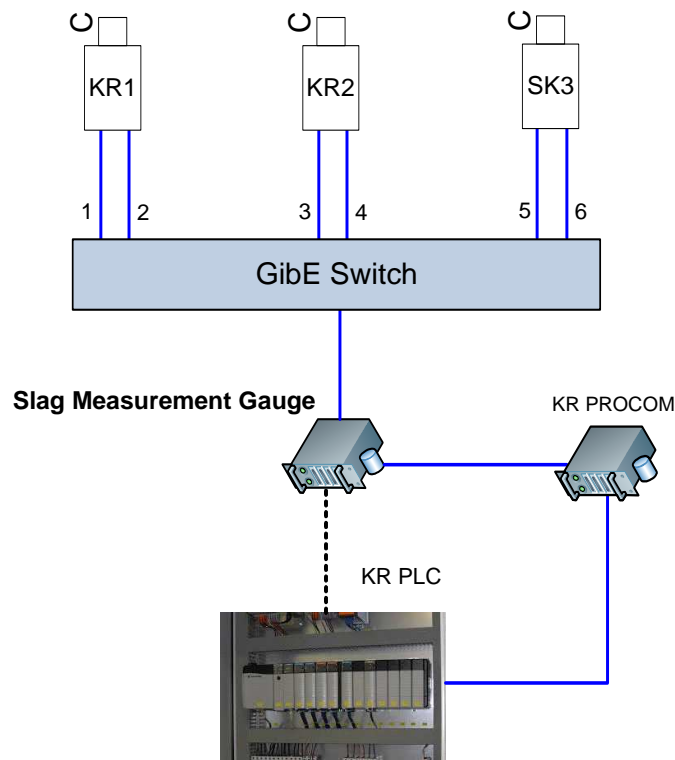 C C C
KR1 KR2 SK3
1 2 3 4 5 6
GibE Switch
Slag Measurement Gauge
KR PROCOM
KR PLC